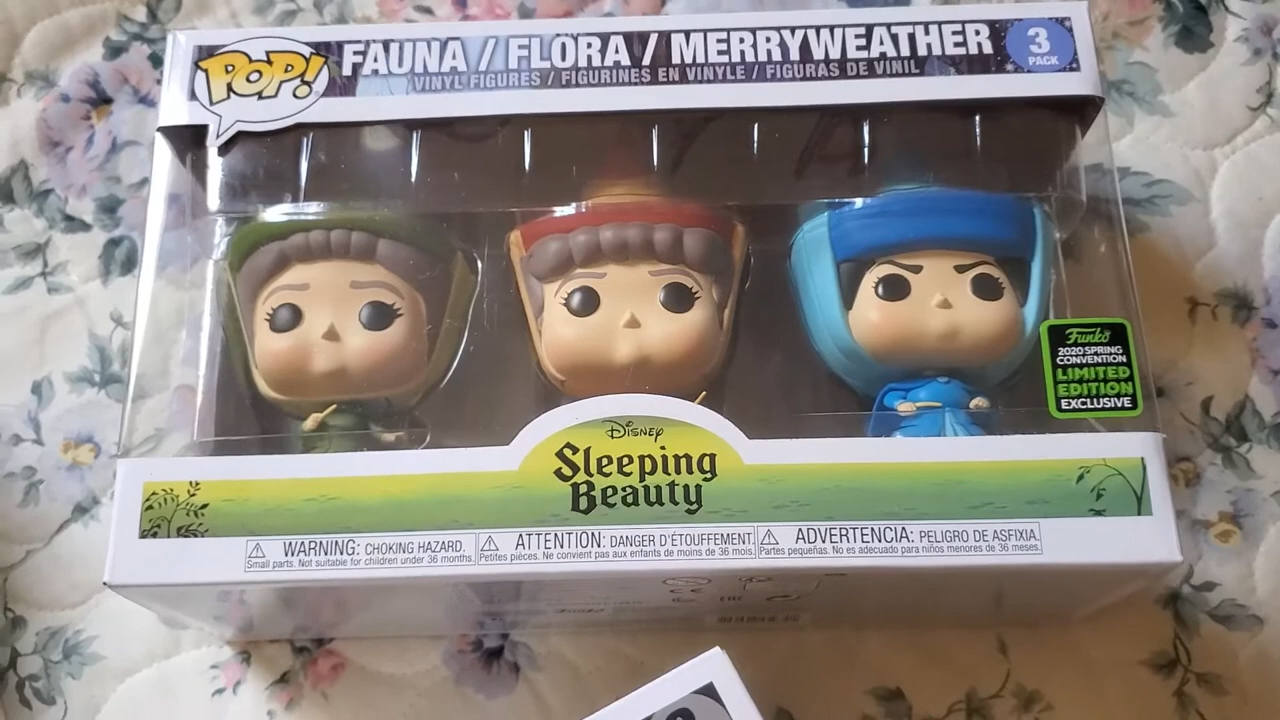 POP!
FAUNA / FLORA / MERRYWEATHER
VINYL FIGURES / FIGURINES EN VINYLE / FIGURAS DE VINIL
3
PACK
Funko
2020 SPRING
CONVENTION
LIMITED
EDITION
EXCLUSIVE
Disney
Sleeping
Beauty
WARNING: CHOKING HAZARD.
Small parts. Not suitable for children under 36 months.
ATTENTION: DANGER D'ÉTOUFFEMENT.
Petites pièces. Ne convient pas aux enfants de moins de 36 mois.
ADVERTENCIA: PELIGRO DE ASFIXIA.
Partes pequeñas. No es adecuado para niños menores de 36 meses.